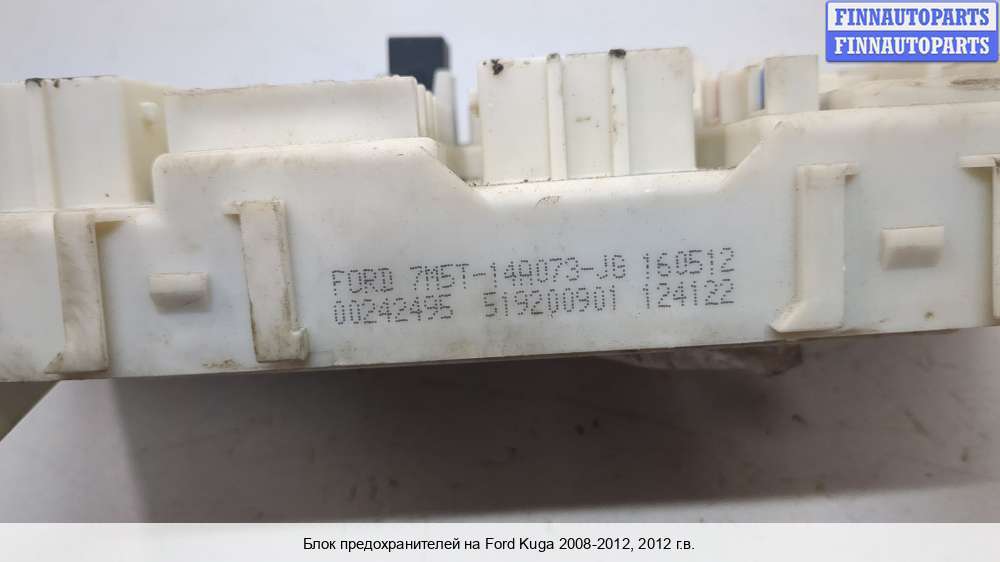 FINNAUTOPARTS
FINNAUTOPARTS
FORD 7M5T-14A073-JG 160512
00242495 519200901 124122
Блок предохранителей на Ford Kuga 2008-2012, 2012 г.в.